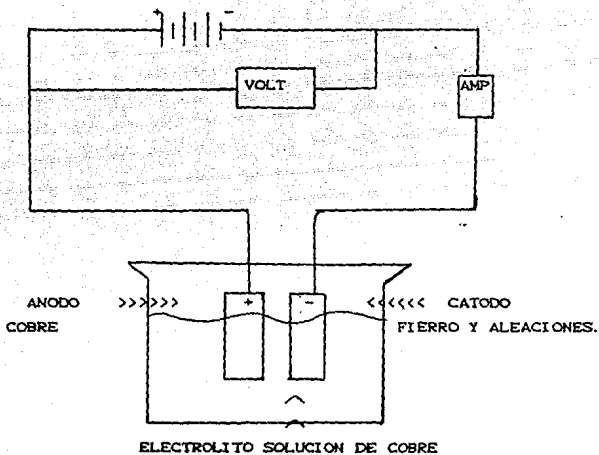 + -
VOLT
AMP
+ -
ANODO >>>>>> <<<<<< CATODO
COBRE FIERRO Y ALEACIONES.
ELECTROLITO SOLUCION DE COBRE